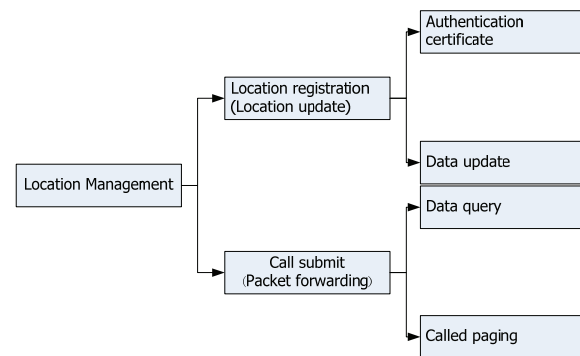 Authentication
certificate
Location registration
(Location update)
Data update
Location Management
Data query
Call submit
(Packet forwarding)
Called paging